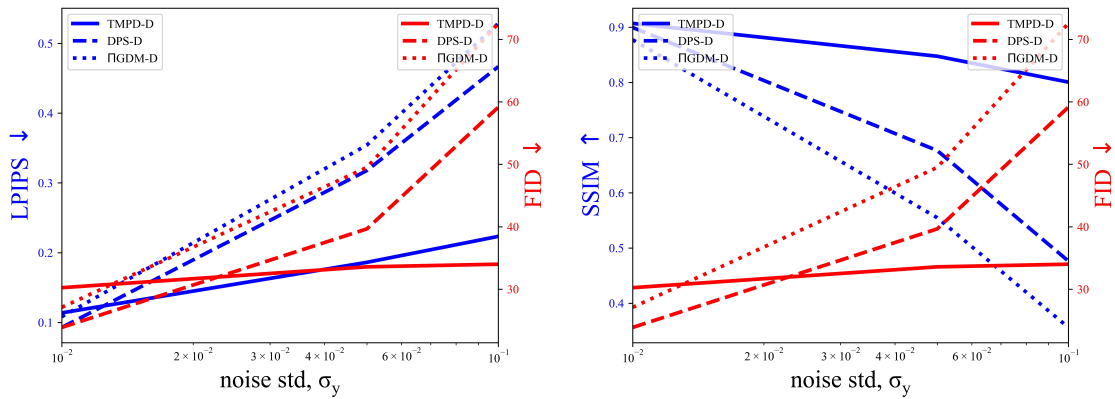 TMPD-D
DPS-D
ΠGDM-D
TMPD-D
DPS-D
ΠGDM-D
0.5
0.4
0.3
0.2
0.1
LPIPS ↓
70
60
50
40
30
FID ↓
10⁻²
2 × 10⁻²
3 × 10⁻²
4 × 10⁻²
6 × 10⁻²
10⁻¹
noise std, σ_y
TMPD-D
DPS-D
ΠGDM-D
TMPD-D
DPS-D
ΠGDM-D
0.9
0.8
0.7
0.6
0.5
0.4
SSIM ↑
70
60
50
40
30
FID ↓
10⁻²
2 × 10⁻²
3 × 10⁻²
4 × 10⁻²
6 × 10⁻²
10⁻¹
noise std, σ_y